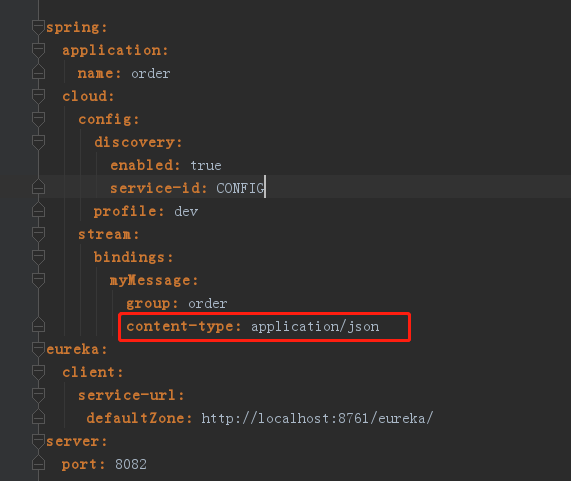 spring:
  application:
    name: order
  cloud:
    config:
      discovery:
        enabled: true
        service-id: CONFIG
      profile: dev
    stream:
      bindings:
        myMessage:
          group: order
          content-type: application/json
eureka:
  client:
    service-url:
     defaultZone: http://localhost:8761/eureka/
server:
  port: 8082